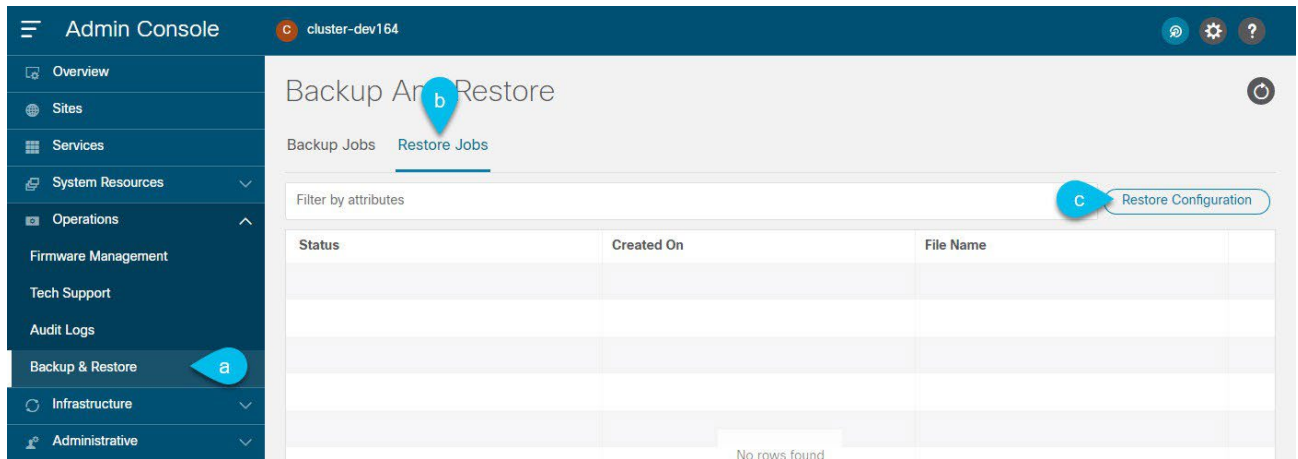 Admin Console
C cluster-dev164
?
Overview
Sites
Services
System Resources
Operations
Firmware Management
Tech Support
Audit Logs
Backup & Restore
a
Infrastructure
Administrative
Backup And Restore
b
Backup Jobs Restore Jobs
Filter by attributes
c
Restore Configuration
Status Created On File Name
No rows found